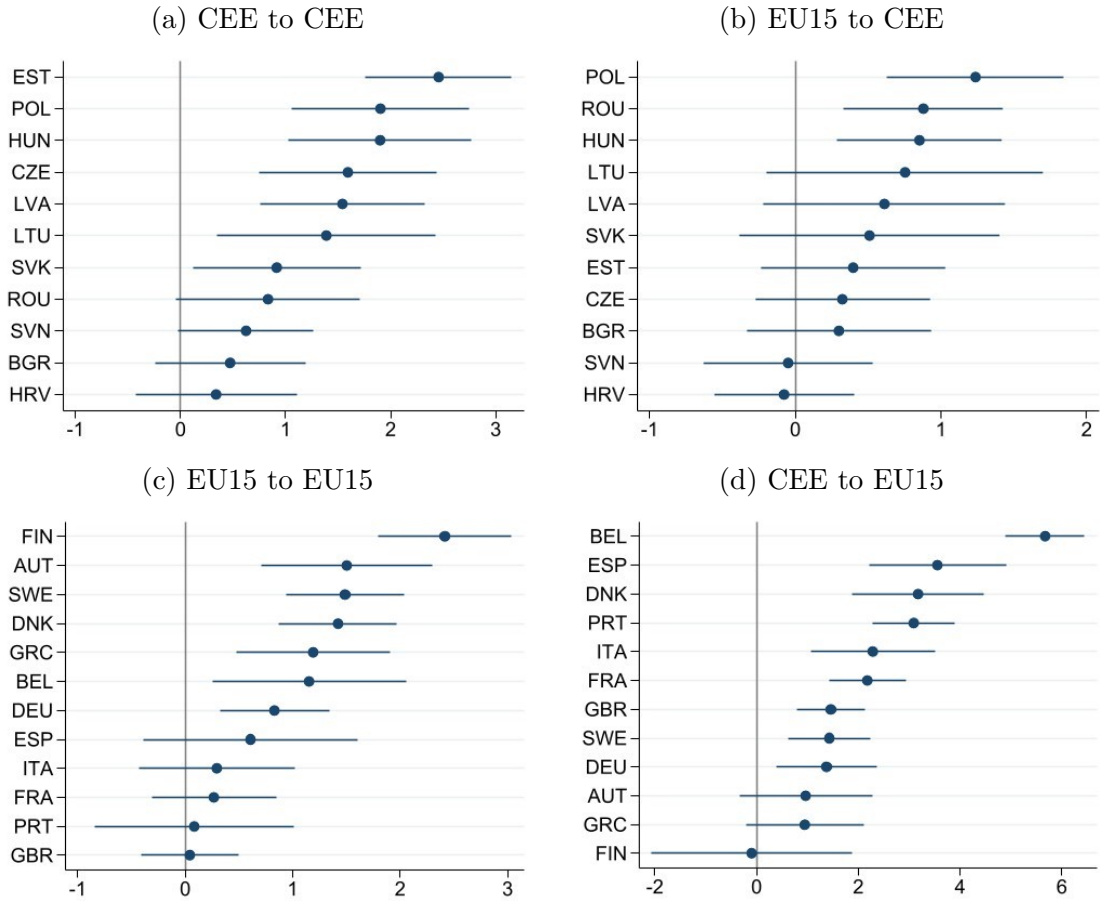 (a) CEE to CEE
EST
POL
HUN
CZE
LVA
LTU
SVK
ROU
SVN
BGR
HRV
-1 0 1 2 3
(b) EU15 to CEE
POL
ROU
HUN
LTU
LVA
SVK
EST
CZE
BGR
SVN
HRV
-1 0 1 2
(c) EU15 to EU15
FIN
AUT
SWE
DNK
GRC
BEL
DEU
ESP
ITA
FRA
PRT
GBR
-1 0 1 2 3
(d) CEE to EU15
BEL
ESP
DNK
PRT
ITA
FRA
GBR
SWE
DEU
AUT
GRC
FIN
-2 0 2 4 6